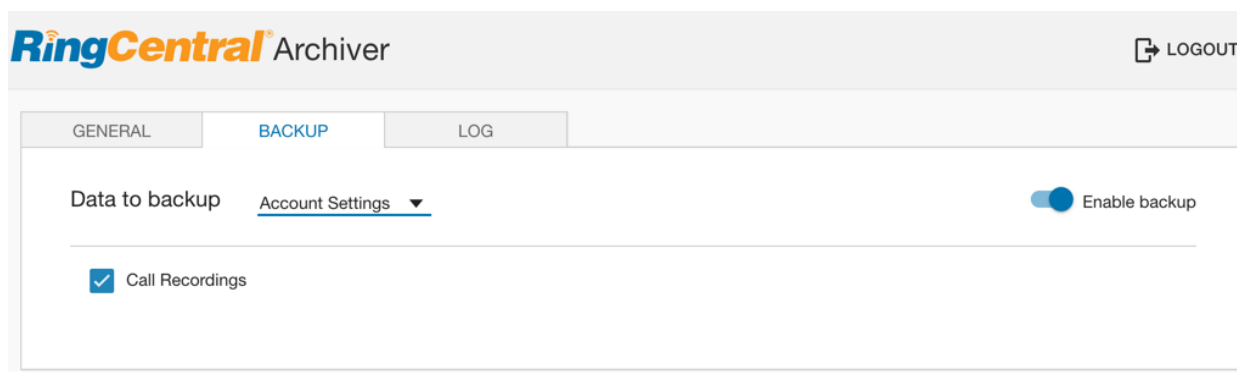 RingCentral® Archiver
LOGOUT
GENERAL BACKUP LOG
Data to backup Account Settings Enable backup
Call Recordings